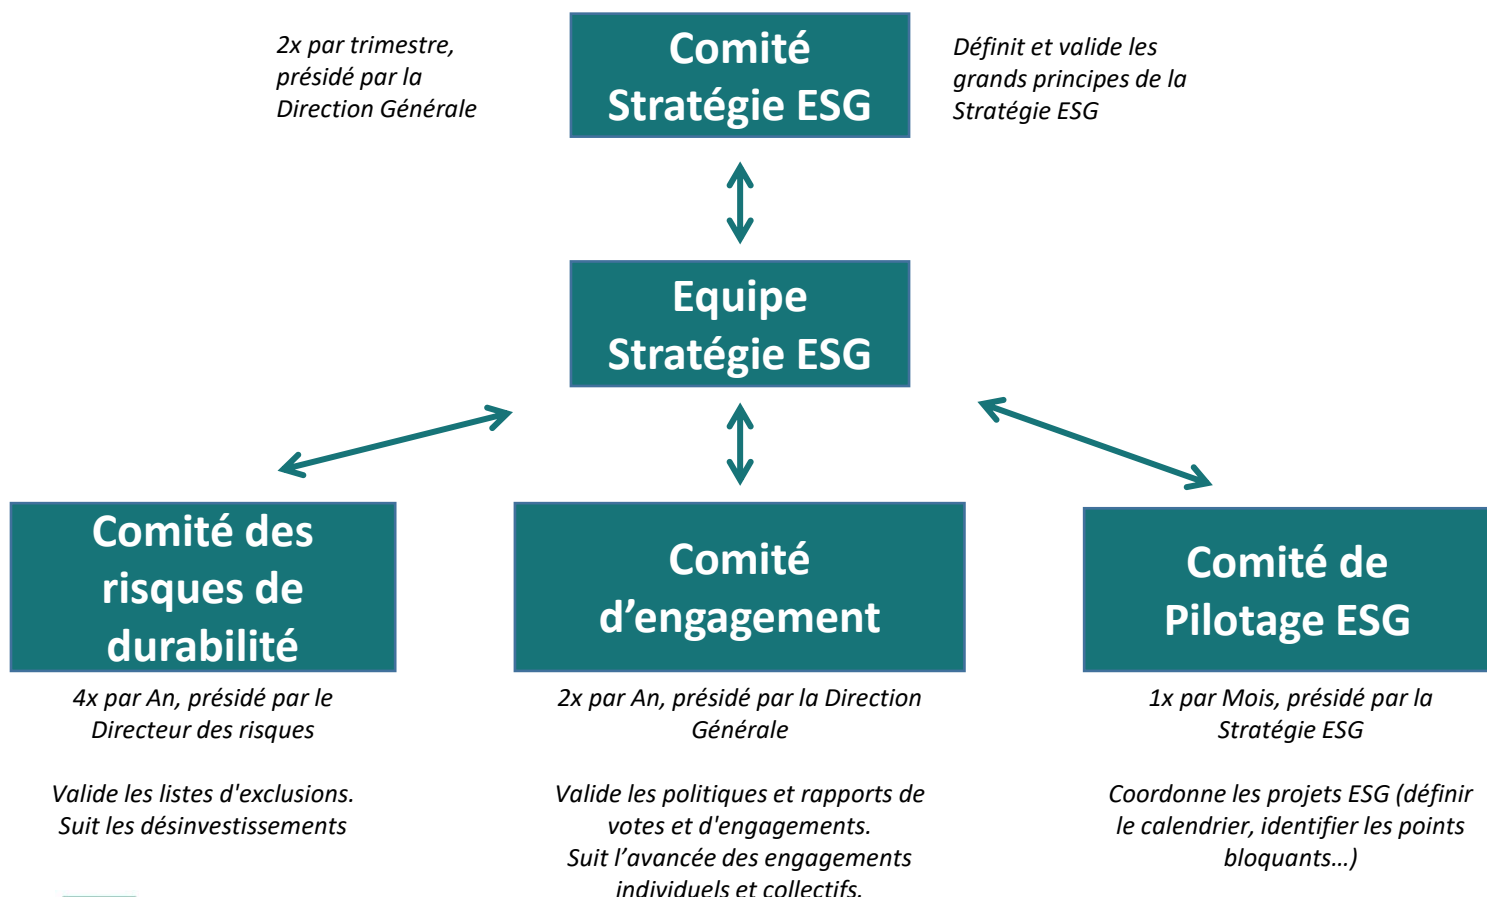 2x par trimestre,
présidé par la
Direction Générale
Comité
Stratégie ESG
Définit et valide les
grands principes de la
Stratégie ESG
Equipe
Stratégie ESG
Comité des
risques de
durabilité
4x par An, présidé par le
Directeur des risques
Valide les listes d'exclusions.
Suit les désinvestissements
Comité
d’engagement
2x par An, présidé par la Direction
Générale
Valide les politiques et rapports de
votes et d'engagements.
Suit l’avancée des engagements
individuels et collectifs.
Comité de
Pilotage ESG
1x par Mois, présidé par la
Stratégie ESG
Coordonne les projets ESG (définir
le calendrier, identifier les points
bloquants…)